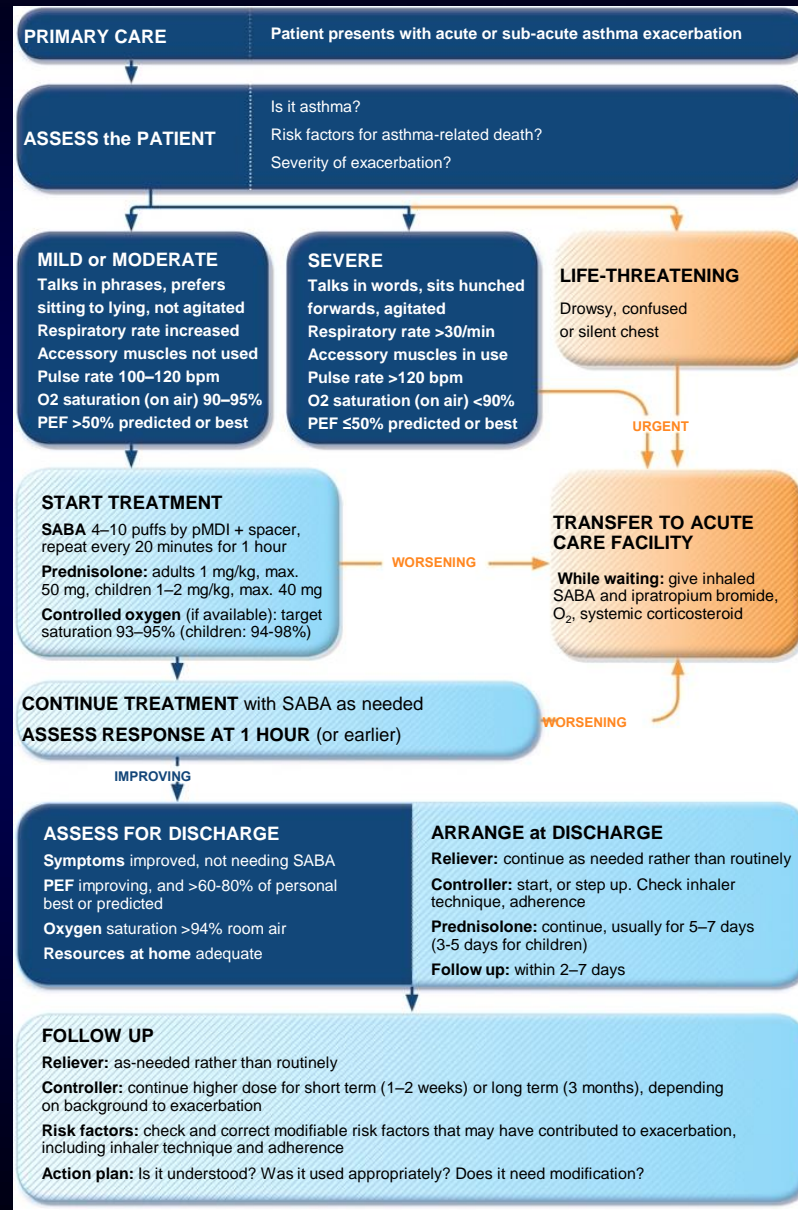 PRIMARY CARE
Patient presents with acute or sub-acute asthma exacerbation
ASSESS the PATIENT
Is it asthma?
Risk factors for asthma-related death?
Severity of exacerbation?
MILD or MODERATE
Talks in phrases, prefers
sitting to lying, not agitated
Respiratory rate increased
Accessory muscles not used
Pulse rate 100–120 bpm
O2 saturation (on air) 90–95%
PEF >50% predicted or best
SEVERE
Talks in words, sits hunched
forwards, agitated
Respiratory rate >30/min
Accessory muscles in use
Pulse rate >120 bpm
O2 saturation (on air) <90%
PEF ≤50% predicted or best
LIFE-THREATENING
Drowsy, confused
or silent chest
URGENT
START TREATMENT
SABA 4–10 puffs by pMDI + spacer,
repeat every 20 minutes for 1 hour
Prednisolone: adults 1 mg/kg, max.
50 mg, children 1–2 mg/kg, max. 40 mg
Controlled oxygen (if available): target
saturation 93–95% (children: 94-98%)
WORSENING
TRANSFER TO ACUTE
CARE FACILITY
While waiting: give inhaled
SABA and ipratropium bromide,
O₂, systemic corticosteroid
CONTINUE TREATMENT with SABA as needed
ASSESS RESPONSE AT 1 HOUR (or earlier)
WORSENING
IMPROVING
ASSESS FOR DISCHARGE
Symptoms improved, not needing SABA
PEF improving, and >60-80% of personal
best or predicted
Oxygen saturation >94% room air
Resources at home adequate
ARRANGE at DISCHARGE
Reliever: continue as needed rather than routinely
Controller: start, or step up. Check inhaler
technique, adherence
Prednisolone: continue, usually for 5–7 days
(3-5 days for children)
Follow up: within 2–7 days
FOLLOW UP
Reliever: as-needed rather than routinely
Controller: continue higher dose for short term (1–2 weeks) or long term (3 months), depending
on background to exacerbation
Risk factors: check and correct modifiable risk factors that may have contributed to exacerbation,
including inhaler technique and adherence
Action plan: Is it understood? Was it used appropriately? Does it need modification?